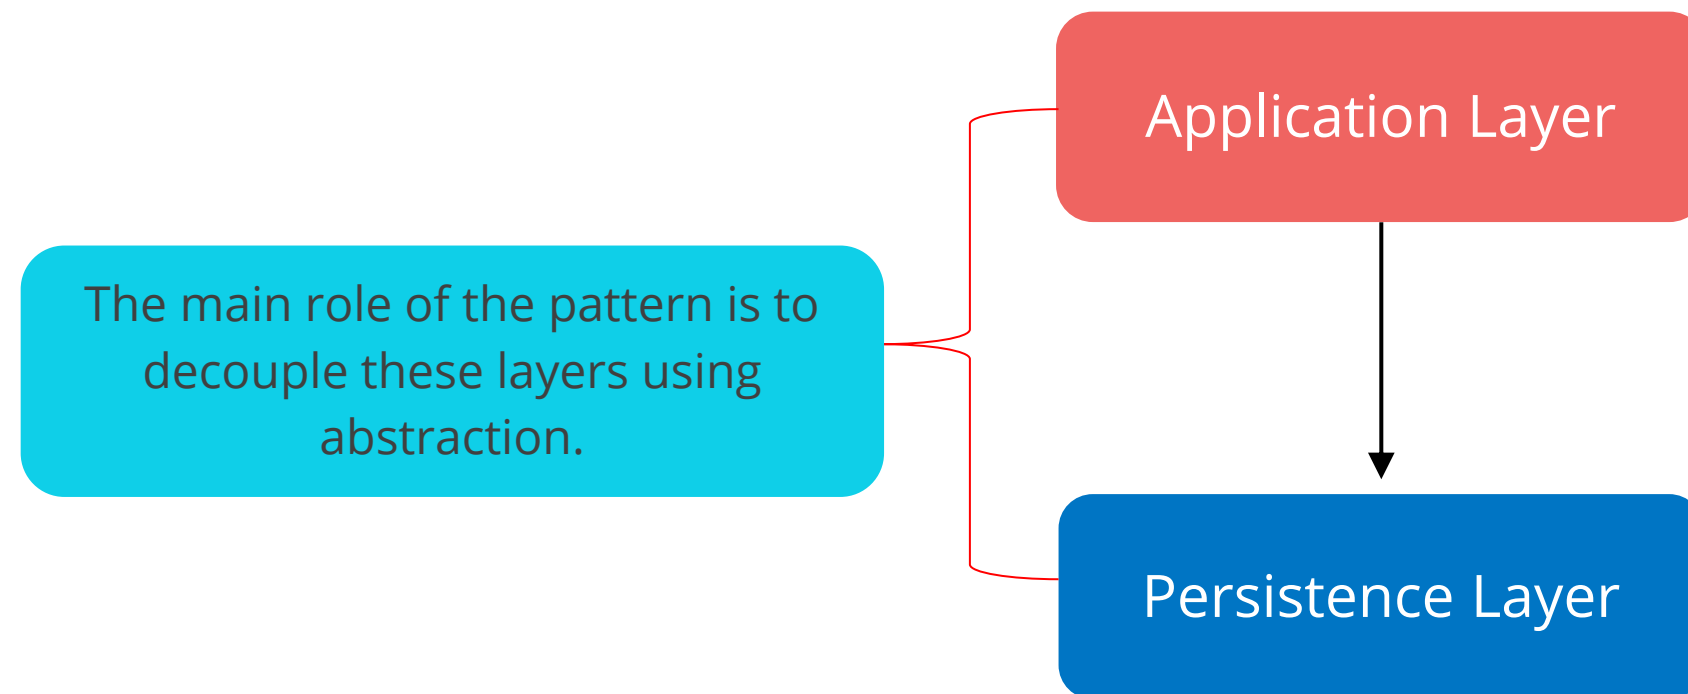 Application Layer
The main role of the pattern is to
decouple these layers using
abstraction.
Persistence Layer